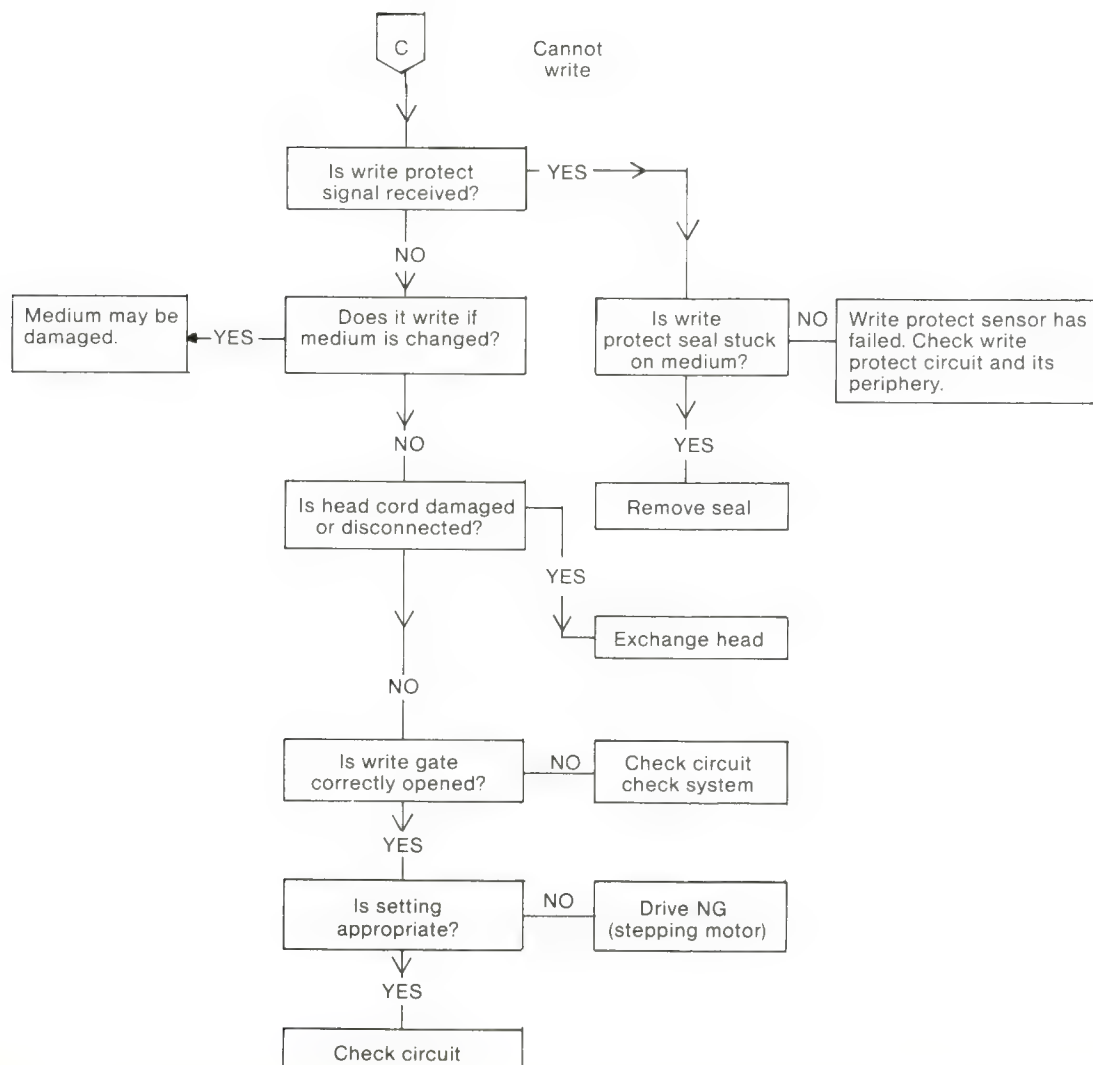 C
Cannot
write
Is write protect
signal received?
YES
NO
Medium may be
damaged.
YES
Does it write if
medium is changed?
Is write
protect seal stuck
on medium?
NO
Write protect sensor has
failed. Check write
protect circuit and its
periphery.
NO
YES
Is head cord damaged
or disconnected?
Remove seal
YES
Exchange head
NO
Is write gate
correctly opened?
NO
Check circuit
check system
YES
Is setting
appropriate?
NO
Drive NG
(stepping motor)
YES
Check circuit